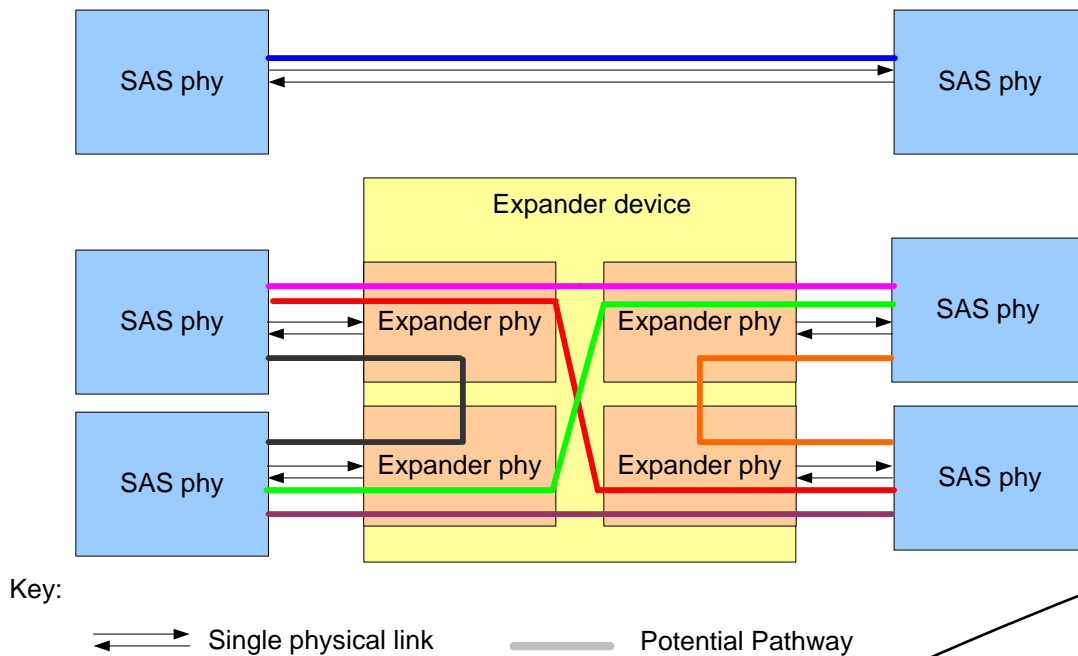 SAS phy
SAS phy
Expander device
SAS phy
Expander phy
Expander phy
SAS phy
SAS phy
Expander phy
Expander phy
SAS phy
Key:
Single physical link
Potential Pathway